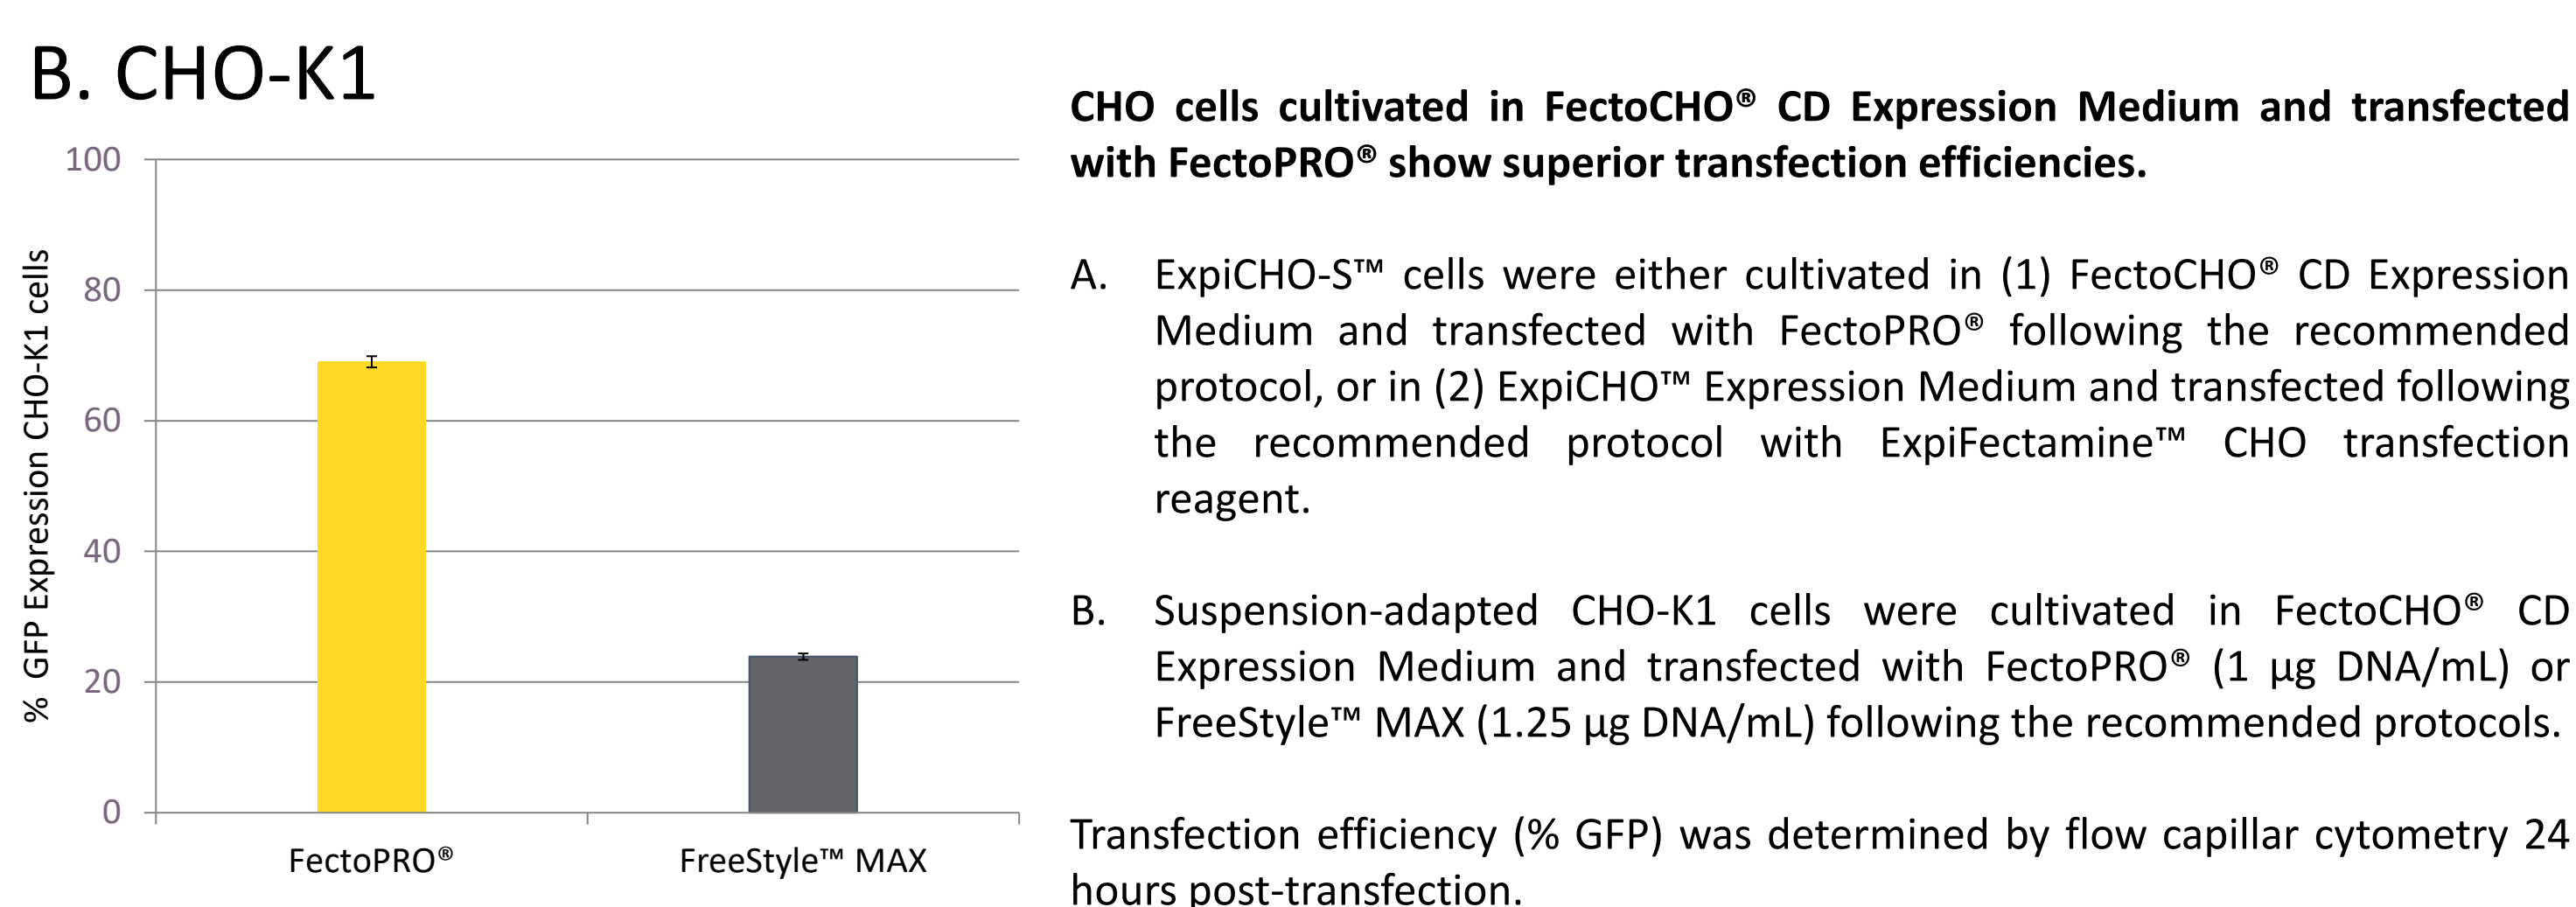 B. CHO-K1
100
80
60
40
20
0
% GFP Expression CHO-K1 cells
FectoPRO®
FreeStyle™ MAX
CHO cells cultivated in FectoCHO® CD Expression Medium and transfected
with FectoPRO® show superior transfection efficiencies.
A. ExpiCHO-S™ cells were either cultivated in (1) FectoCHO® CD Expression
Medium and transfected with FectoPRO® following the recommended
protocol, or in (2) ExpiCHO™ Expression Medium and transfected following
the recommended protocol with ExpiFectamine™ CHO transfection
reagent.
B. Suspension-adapted CHO-K1 cells were cultivated in FectoCHO® CD
Expression Medium and transfected with FectoPRO® (1 µg DNA/mL) or
FreeStyle™ MAX (1.25 µg DNA/mL) following the recommended protocols.
Transfection efficiency (% GFP) was determined by flow capillar cytometry 24
hours post-transfection.